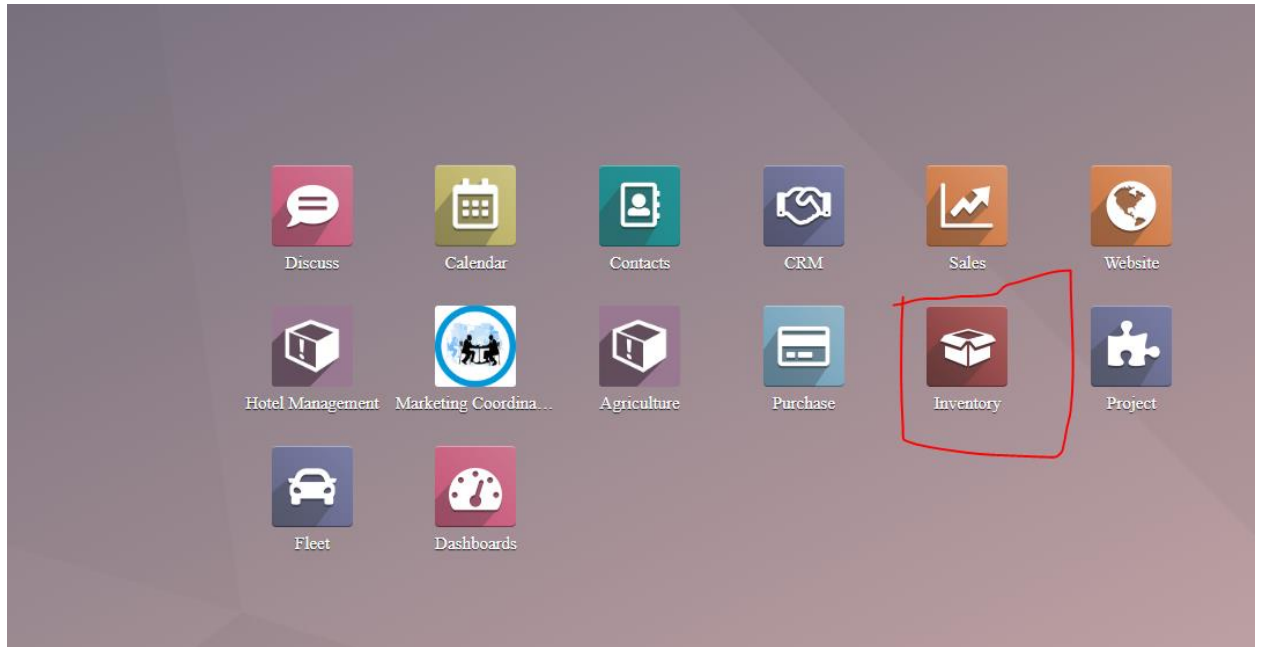 Discuss Calendar Contacts CRM Sales Website
Hotel Management Marketing Coordina... Agriculture Purchase Inventory Project
Fleet Dashboards